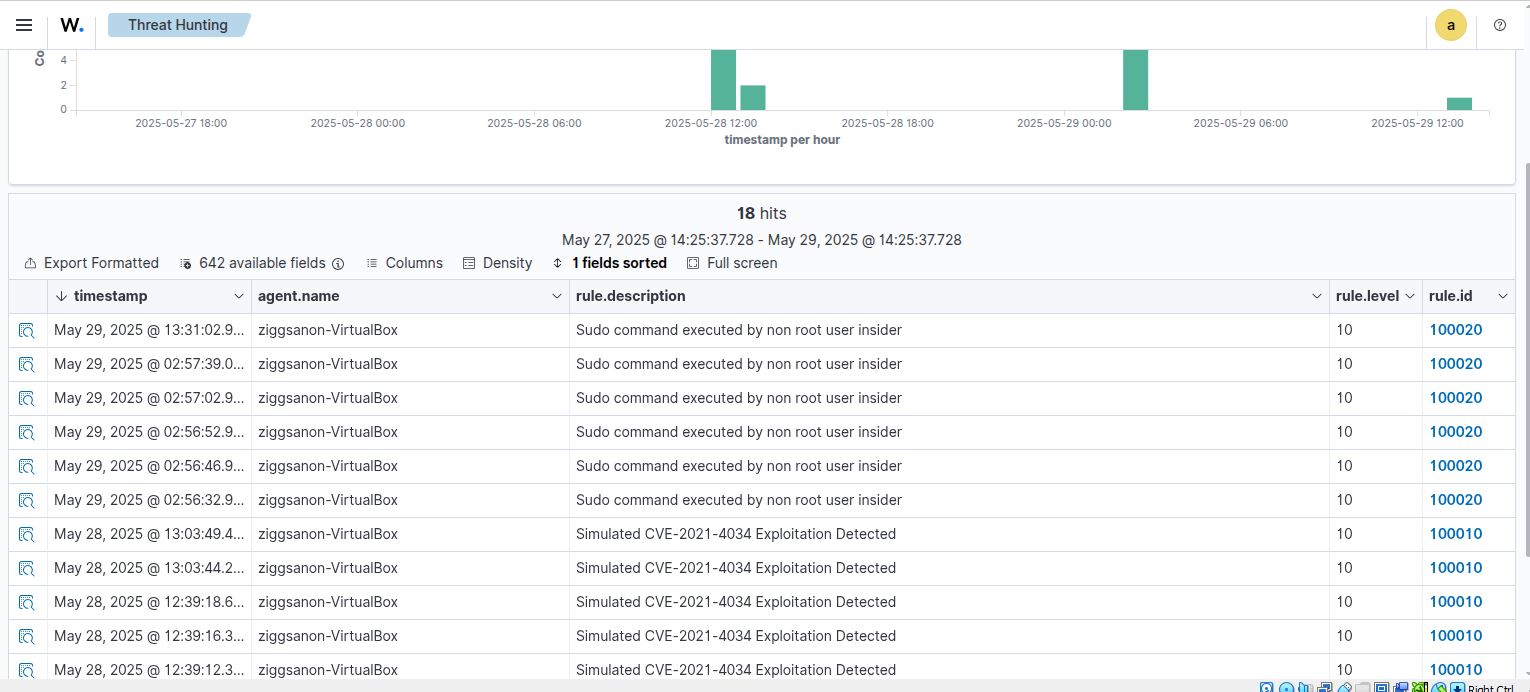 W. Threat Hunting a
Co
4
2
0
2025-05-27 18:00 2025-05-28 00:00 2025-05-28 06:00 2025-05-28 12:00 2025-05-28 18:00 2025-05-29 00:00 2025-05-29 06:00 2025-05-29 12:00
timestamp per hour
18 hits
May 27, 2025 @ 14:25:37.728 - May 29, 2025 @ 14:25:37.728
Export Formatted 642 available fields Columns Density 1 fields sorted Full screen
timestamp agent.name rule.description rule.level rule.id
May 29, 2025 @ 13:31:02.9... ziggsanon-VirtualBox Sudo command executed by non root user insider 10 100020
May 29, 2025 @ 02:57:39.0... ziggsanon-VirtualBox Sudo command executed by non root user insider 10 100020
May 29, 2025 @ 02:57:02.9... ziggsanon-VirtualBox Sudo command executed by non root user insider 10 100020
May 29, 2025 @ 02:56:52.9... ziggsanon-VirtualBox Sudo command executed by non root user insider 10 100020
May 29, 2025 @ 02:56:46.9... ziggsanon-VirtualBox Sudo command executed by non root user insider 10 100020
May 29, 2025 @ 02:56:32.9... ziggsanon-VirtualBox Sudo command executed by non root user insider 10 100020
May 28, 2025 @ 13:03:49.4... ziggsanon-VirtualBox Simulated CVE-2021-4034 Exploitation Detected 10 100010
May 28, 2025 @ 13:03:44.2... ziggsanon-VirtualBox Simulated CVE-2021-4034 Exploitation Detected 10 100010
May 28, 2025 @ 12:39:18.6... ziggsanon-VirtualBox Simulated CVE-2021-4034 Exploitation Detected 10 100010
May 28, 2025 @ 12:39:16.3... ziggsanon-VirtualBox Simulated CVE-2021-4034 Exploitation Detected 10 100010
May 28, 2025 @ 12:39:12.3... ziggsanon-VirtualBox Simulated CVE-2021-4034 Exploitation Detected 10 100010
Right Ctrl